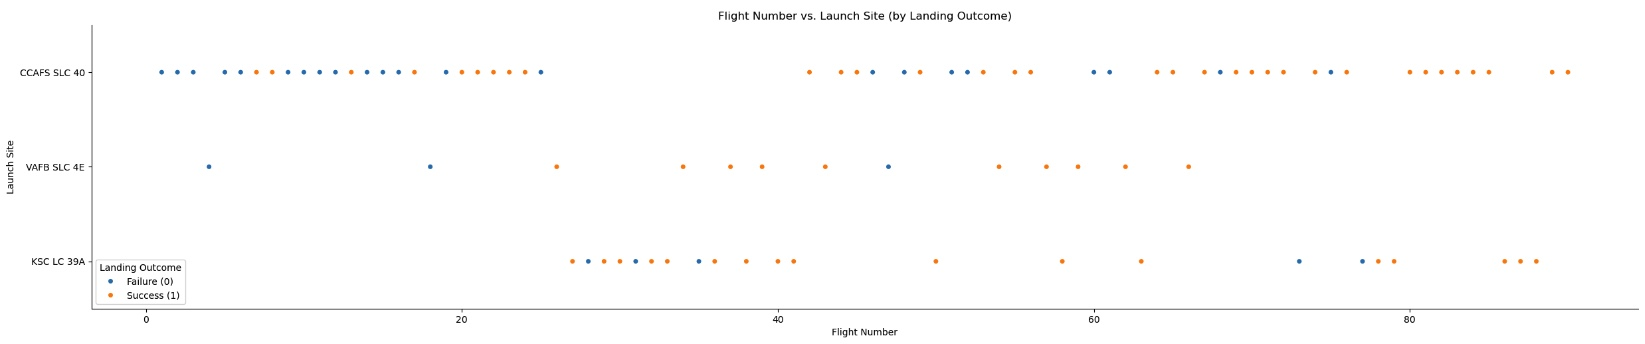 Flight Number vs. Launch Site (by Landing Outcome)
CCAFS SLC 40
VAFB SLC 4E
KSC LC 39A
Launch Site
Landing Outcome
Failure (0)
Success (1)
0 20 40 60 80
Flight Number